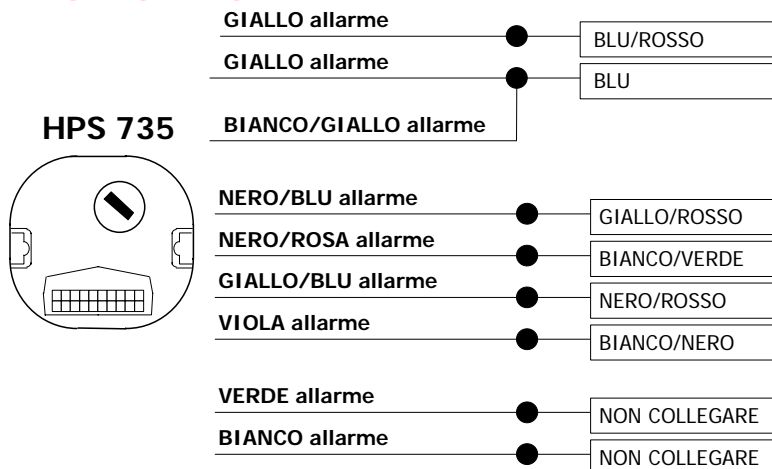 GIALLO allarme
BLU/ROSSO
GIALLO allarme
BLU
HPS 735
BIANCO/GIALLO allarme
NERO/BLU allarme
GIALLO/ROSSO
NERO/ROSA allarme
BIANCO/VERDE
GIALLO/BLU allarme
NERO/ROSSO
VIOLA allarme
BIANCO/NERO
VERDE allarme
NON COLLEGARE
BIANCO allarme
NON COLLEGARE